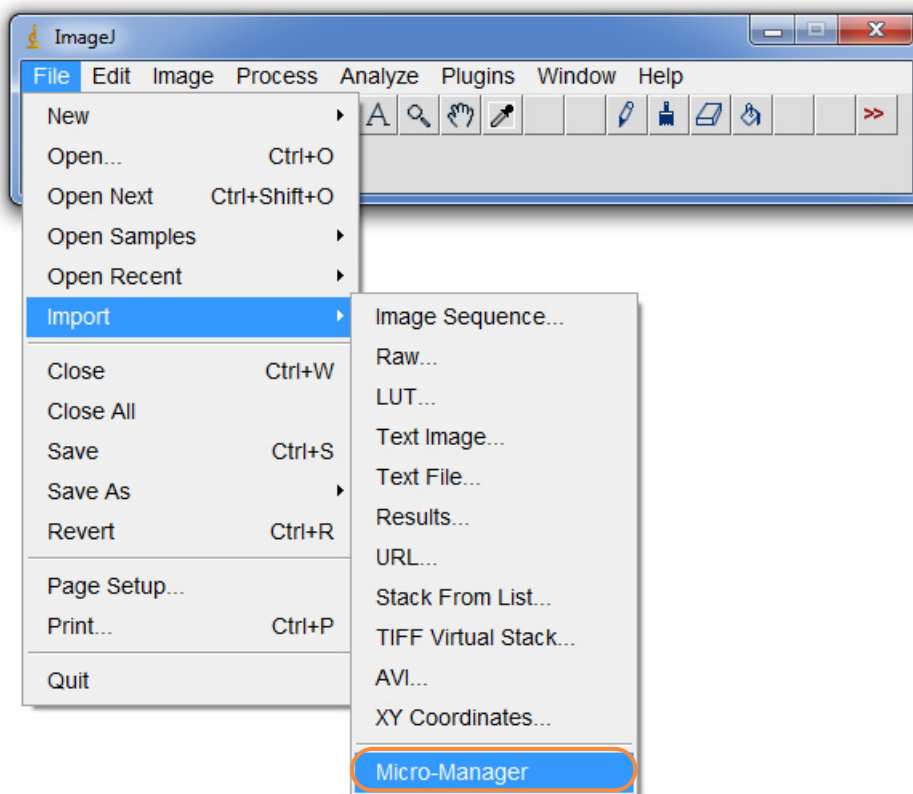 ImageJ
File Edit Image Process Analyze Plugins Window Help
New
A >>
Open... Ctrl+O
Open Next Ctrl+Shift+O
Open Samples
Open Recent
Import
Close Ctrl+W
Close All
Save Ctrl+S
Save As
Revert Ctrl+R
Page Setup...
Print... Ctrl+P
Quit
Image Sequence...
Raw...
LUT...
Text Image...
Text File...
Results...
URL...
Stack From List...
TIFF Virtual Stack...
AVI...
XY Coordinates...
Micro-Manager